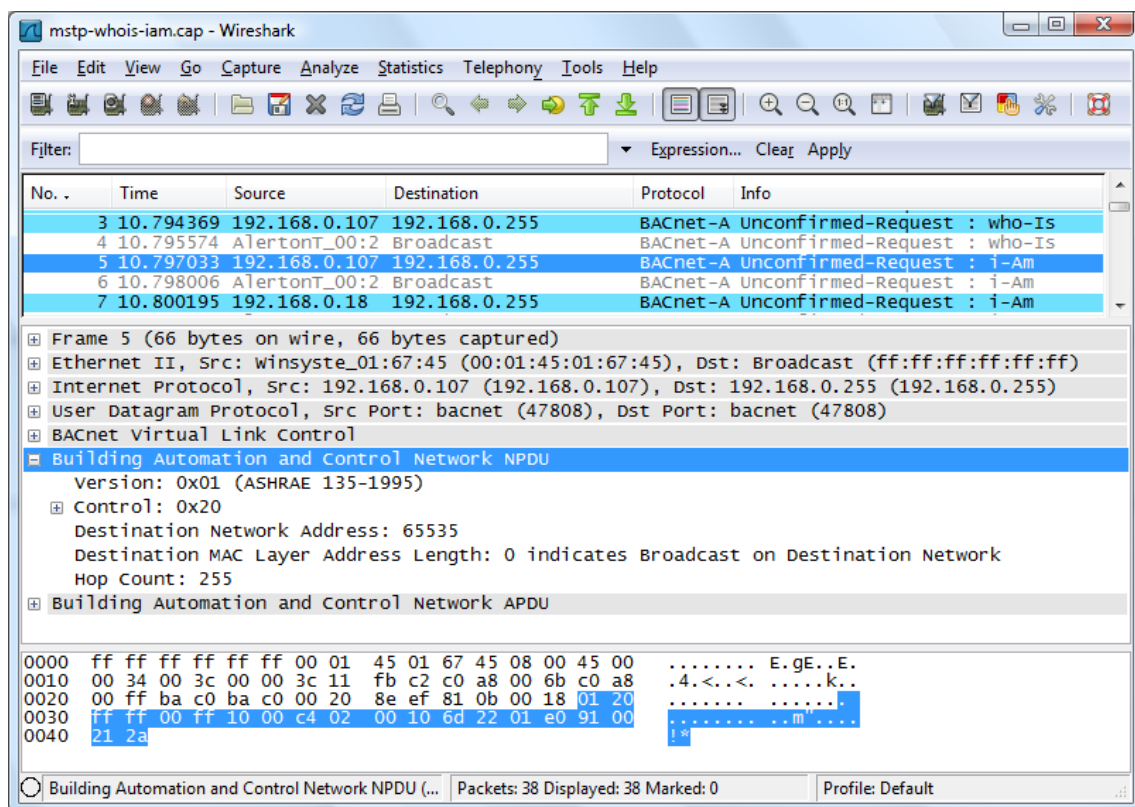 mstp-whois-iam.cap - Wireshark
File Edit View Go Capture Analyze Statistics Telephony Tools Help
Filter: Expression... Clear Apply
No. . Time Source Destination Protocol Info
3 10.794369 192.168.0.107 192.168.0.255 BACnet-A Unconfirmed-Request : who-Is
4 10.795574 AlertonT_00:2 Broadcast BACnet-A Unconfirmed-Request : who-Is
5 10.797033 192.168.0.107 192.168.0.255 BACnet-A Unconfirmed-Request : i-Am
6 10.798006 AlertonT_00:2 Broadcast BACnet-A Unconfirmed-Request : i-Am
7 10.800195 192.168.0.18 192.168.0.255 BACnet-A Unconfirmed-Request : i-Am
Frame 5 (66 bytes on wire, 66 bytes captured)
Ethernet II, Src: Winsyste_01:67:45 (00:01:45:01:67:45), Dst: Broadcast (ff:ff:ff:ff:ff:ff)
Internet Protocol, Src: 192.168.0.107 (192.168.0.107), Dst: 192.168.0.255 (192.168.0.255)
User Datagram Protocol, Src Port: bacnet (47808), Dst Port: bacnet (47808)
BACnet Virtual Link Control
Building Automation and Control Network NPDU
Version: 0x01 (ASHRAE 135-1995)
Control: 0x20
Destination Network Address: 65535
Destination MAC Layer Address Length: 0 indicates Broadcast on Destination Network
Hop Count: 255
Building Automation and Control Network APDU
0000 ff ff ff ff ff ff 00 01 45 01 67 45 08 00 45 00 ........ E.gE..E.
0010 00 34 00 3c 00 00 3c 11 fb c2 c0 a8 00 6b c0 a8 .4.<..<. .....k..
0020 00 ff ba c0 ba c0 00 20 8e ef 81 0b 00 18 01 20 ....... .......
0030 ff ff 00 ff 10 00 c4 02 00 10 6d 22 01 e0 91 00 ........ ..m"....
0040 21 2a !*
Building Automation and Control Network NPDU (... Packets: 38 Displayed: 38 Marked: 0 Profile: Default